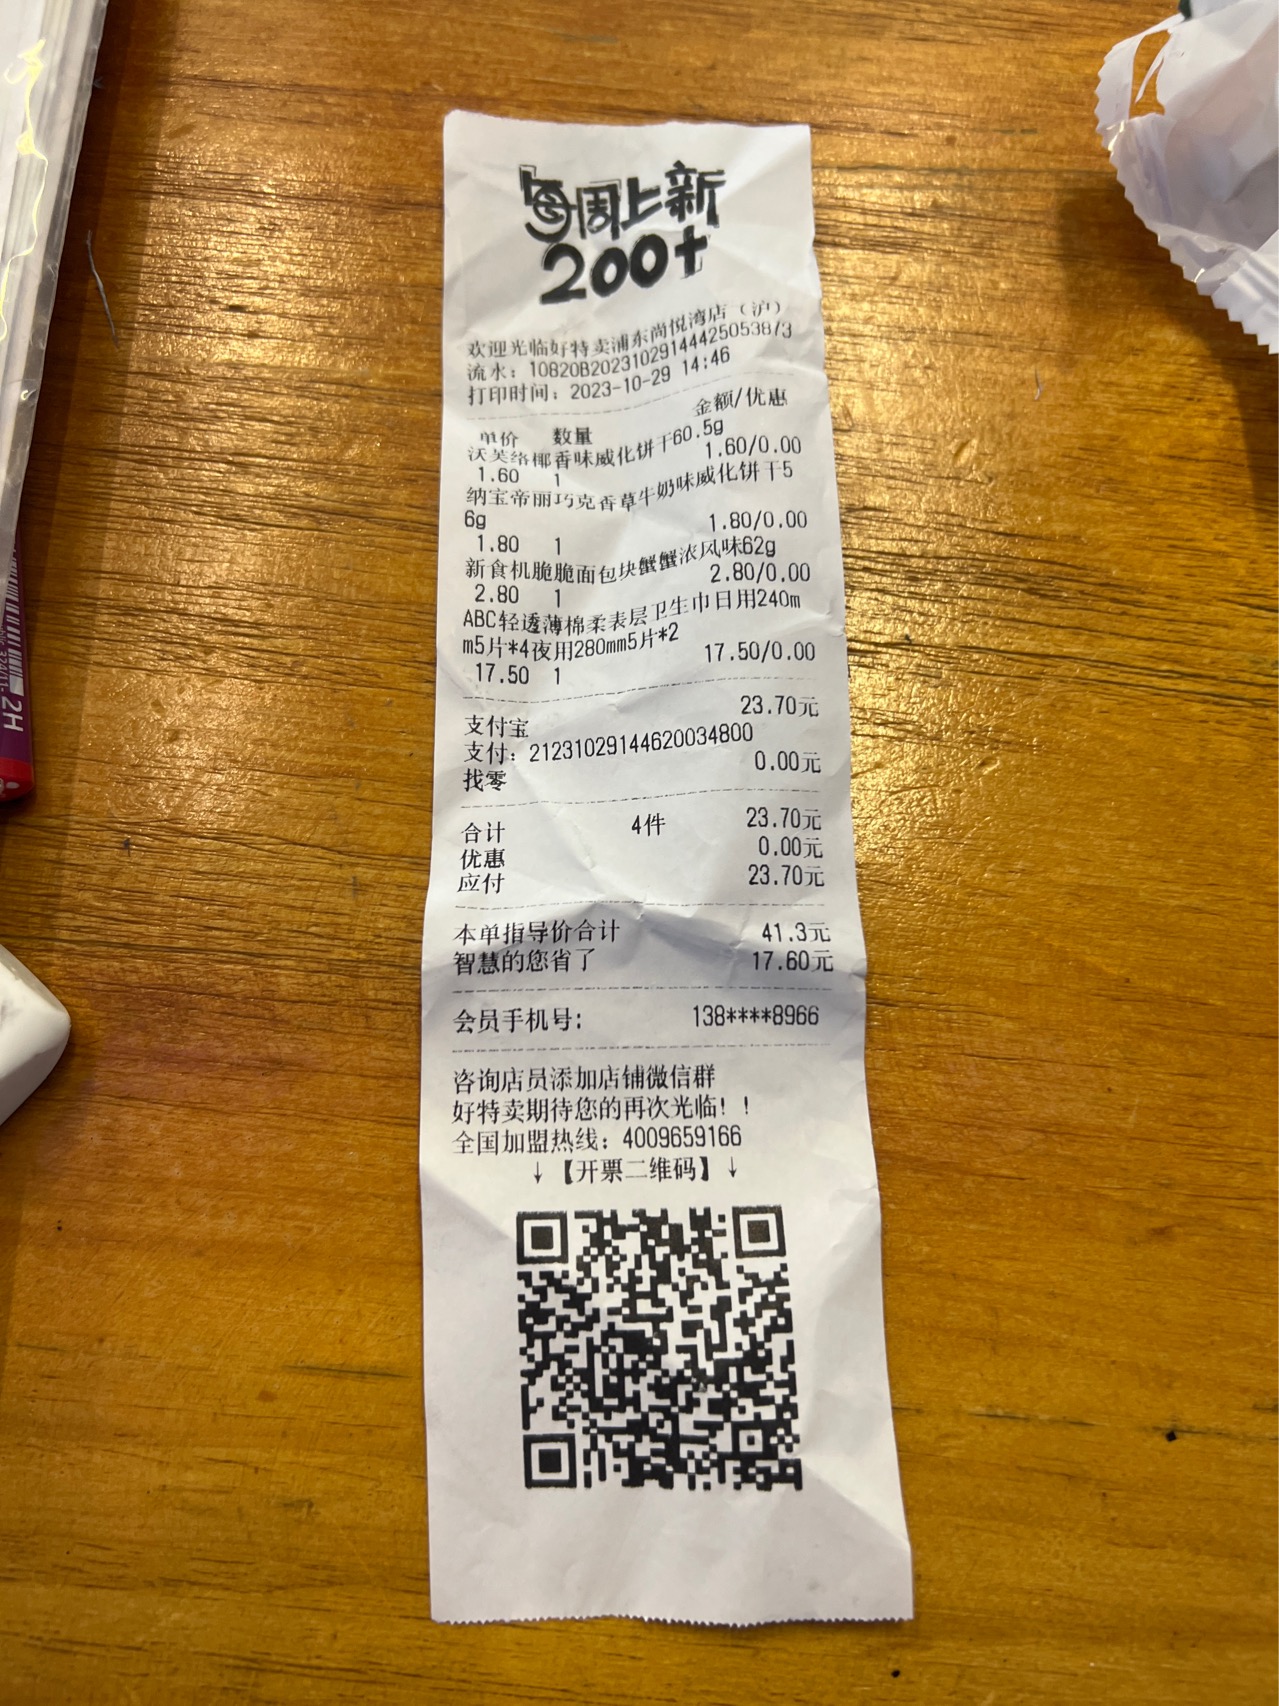 每周上新
200+
欢迎光临好特卖浦东尚悦湾店（沪）
流水：10820B20231029144425053873
打印时间：2023-10-29 14:46
单价 数量 金额/优惠
沃芙络椰香味威化饼干60.5g
1.60 1 1.60/0.00
纳宝帝丽巧克香草牛奶味威化饼干5
6g
1.80 1 1.80/0.00
新食机脆脆面包块蟹蟹浓风味62g
2.80 1 2.80/0.00
ABC轻透薄棉柔表层卫生巾日用240m
m5片*4夜用280mm5片*2
17.50 1 17.50/0.00
支付宝 23.70元
支付：21231029144620034800
找零 0.00元
合计 4件 23.70元
优惠 0.00元
应付 23.70元
本单指导价合计 41.3元
智慧的您省了 17.60元
会员手机号: 138****8966
咨询店员添加店铺微信群
好特卖期待您的再次光临！！
全国加盟热线：4009659166
↓【开票二维码】↓
2H